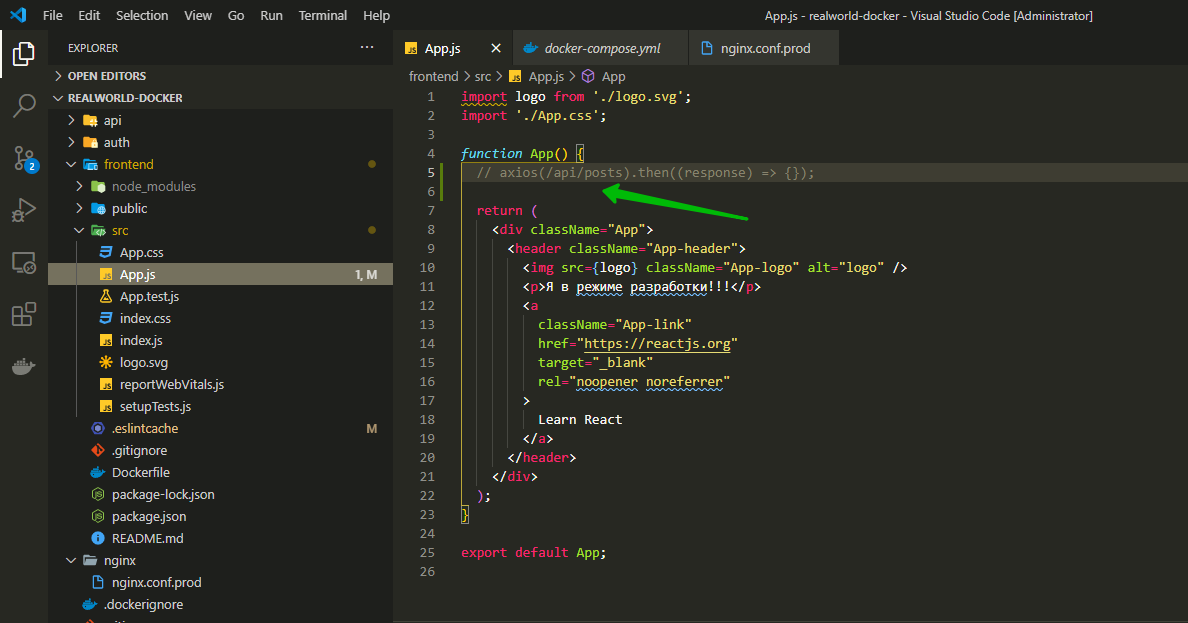 File Edit Selection View Go Run Terminal Help App.js - realworld-docker - Visual Studio Code [Administrator]
EXPLORER ···
OPEN EDITORS
REALWORLD-DOCKER
api
auth
frontend
node_modules
public
src
App.css
App.js 1, M
App.test.js
index.css
index.js
logo.svg
reportWebVitals.js
setupTests.js
.eslintcache M
.gitignore
Dockerfile
package-lock.json
package.json
README.md
nginx
nginx.conf.prod
.dockerignore
2
JS App.js × docker-compose.yml nginx.conf.prod
frontend > src > JS App.js > App
1 import logo from './logo.svg';
2 import './App.css';
3
4 function App() {
5 // axios(/api/posts).then((response) => {});
6
7 return (
8 <div className="App">
9 <header className="App-header">
10 <img src={logo} className="App-logo" alt="logo" />
11 <p>Я в режиме разработки!!!</p>
12 <a
13 className="App-link"
14 href="https://reactjs.org"
15 target="_blank"
16 rel="noopener noreferrer"
17 >
18 Learn React
19 </a>
20 </header>
21 </div>
22 );
23 }
24
25 export default App;
26